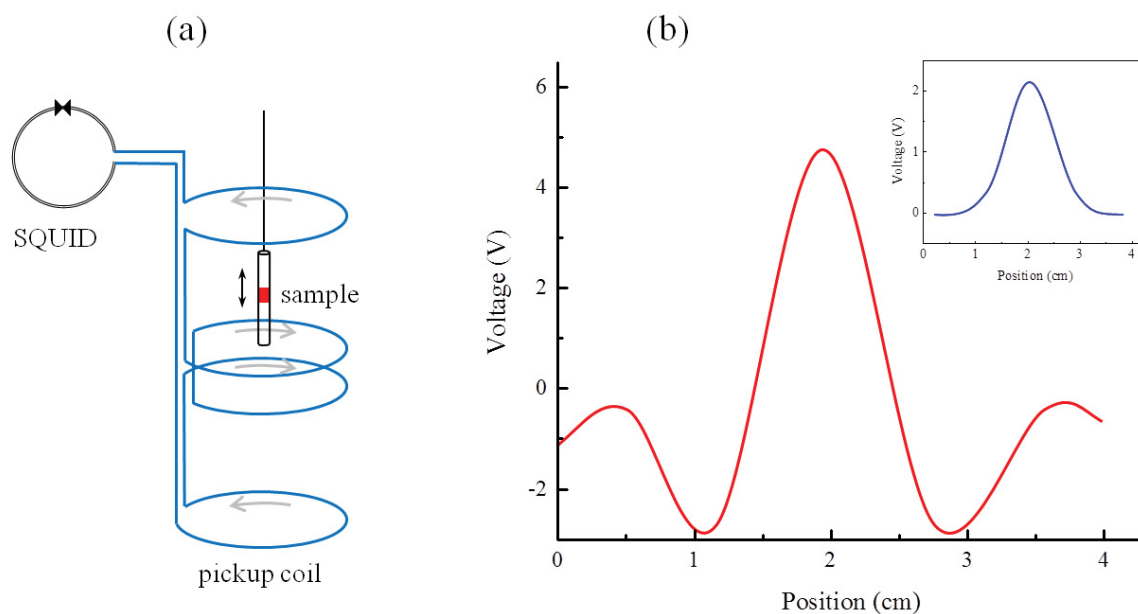 (a)
SQUID
sample
pickup coil
(b)
Voltage (V)
6
4
2
0
-2
0
1
2
3
4
Position (cm)
Voltage (V)
2
1
0
0
1
2
3
4
Position (cm)